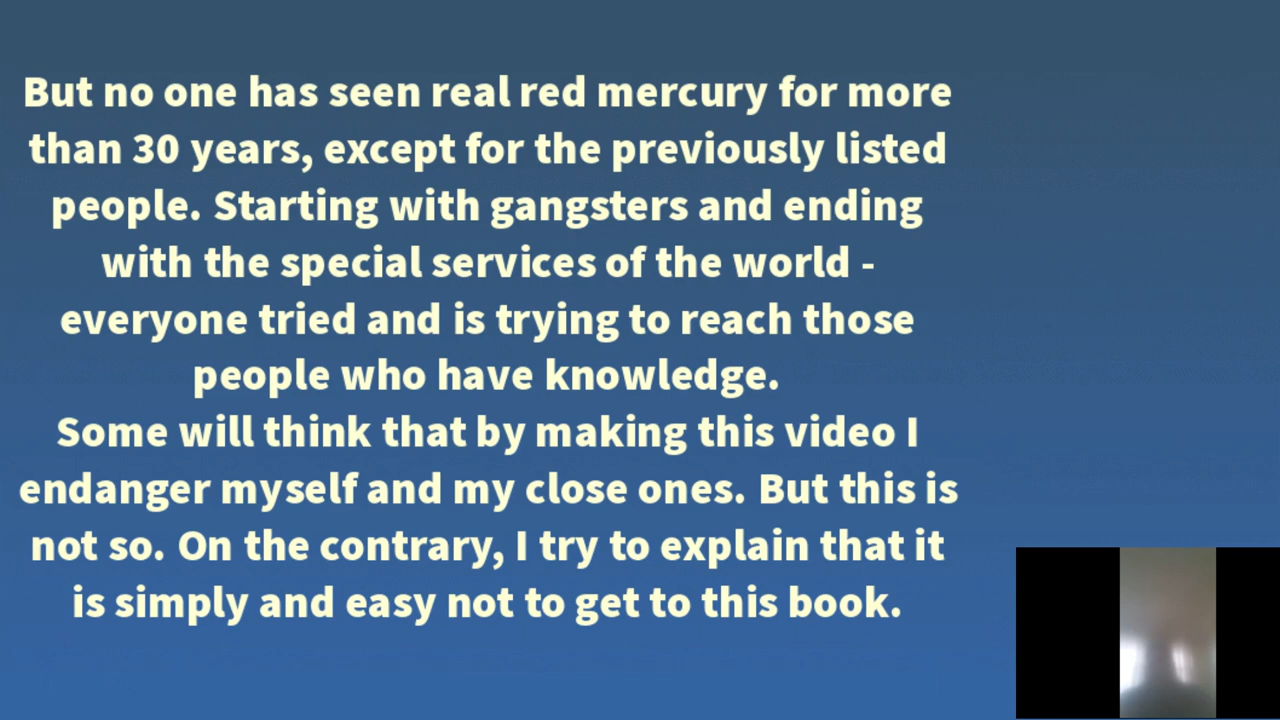 But no one has seen real red mercury for more
than 30 years, except for the previously listed
people. Starting with gangsters and ending
with the special services of the world -
everyone tried and is trying to reach those
people who have knowledge.
Some will think that by making this video I
endanger myself and my close ones. But this is
not so. On the contrary, I try to explain that it
is simply and easy not to get to this book.